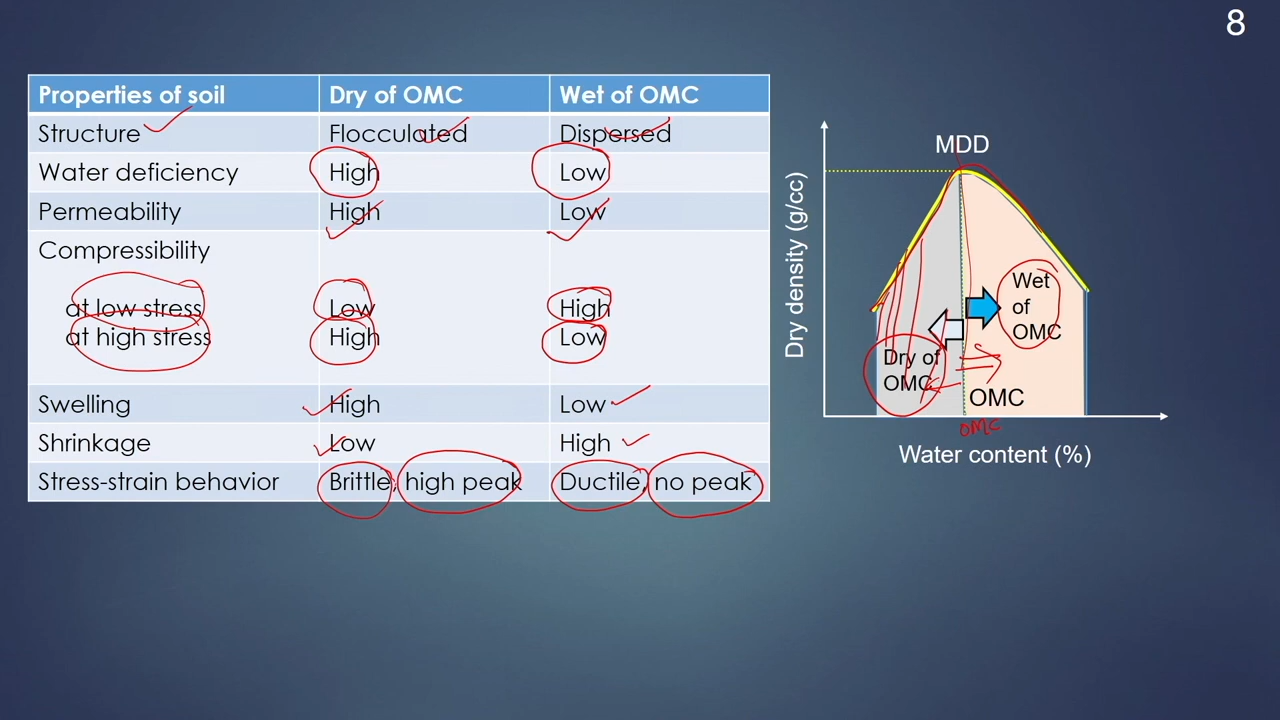 8
Properties of soil Dry of OMC Wet of OMC
Structure Flocculated Dispersed
Water deficiency High Low
Permeability High Low
Compressibility
at low stress Low High
at high stress High Low
Swelling High Low
Shrinkage Low High
Stress-strain behavior Brittle, high peak Ductile, no peak
MDD
Dry density (g/cc)
Wet
of
OMC
Dry of
OMC
OMC
OMC
Water content (%)